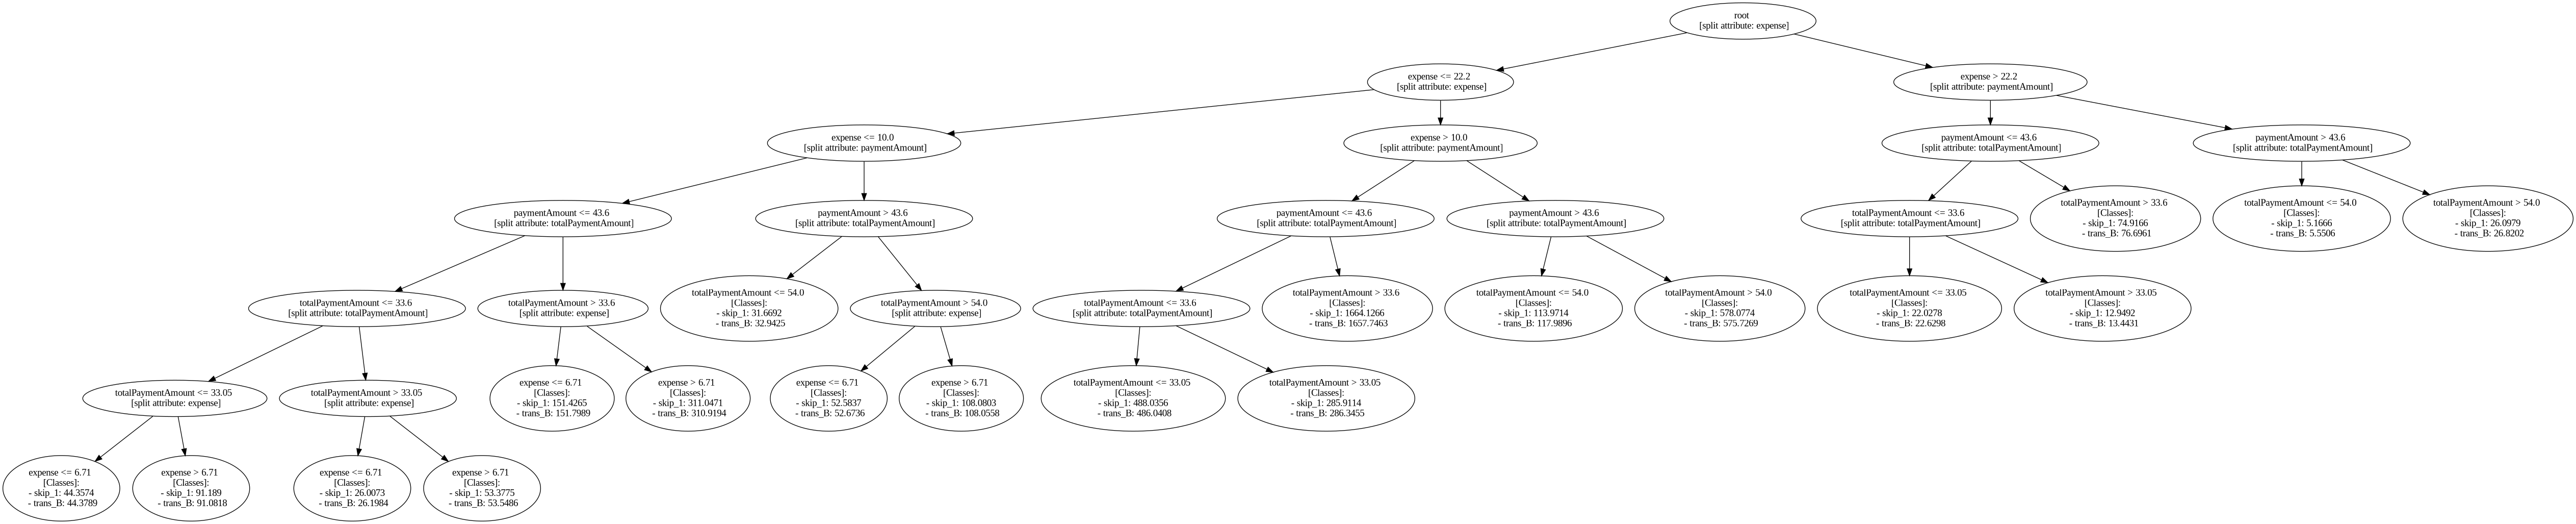 root
[split attribute: expense]
expense <= 22.2
[split attribute: expense]
expense > 22.2
[split attribute: paymentAmount]
expense <= 10.0
[split attribute: paymentAmount]
expense > 10.0
[split attribute: paymentAmount]
paymentAmount <= 43.6
[split attribute: totalPaymentAmount]
paymentAmount > 43.6
[split attribute: totalPaymentAmount]
paymentAmount <= 43.6
[split attribute: totalPaymentAmount]
paymentAmount > 43.6
[split attribute: totalPaymentAmount]
paymentAmount <= 43.6
[split attribute: totalPaymentAmount]
paymentAmount > 43.6
[split attribute: totalPaymentAmount]
totalPaymentAmount <= 33.6
[split attribute: totalPaymentAmount]
totalPaymentAmount > 33.6
[Classes]:
- skip_1: 74.9166
- trans_B: 76.6961
totalPaymentAmount <= 54.0
[Classes]:
- skip_1: 5.1666
- trans_B: 5.5506
totalPaymentAmount > 54.0
[Classes]:
- skip_1: 26.0979
- trans_B: 26.8202
totalPaymentAmount <= 33.6
[split attribute: totalPaymentAmount]
totalPaymentAmount > 33.6
[split attribute: expense]
totalPaymentAmount <= 54.0
[Classes]:
- skip_1: 31.6692
- trans_B: 32.9425
totalPaymentAmount > 54.0
[split attribute: expense]
totalPaymentAmount <= 33.6
[split attribute: totalPaymentAmount]
totalPaymentAmount > 33.6
[Classes]:
- skip_1: 1664.1266
- trans_B: 1657.7463
totalPaymentAmount <= 54.0
[Classes]:
- skip_1: 113.9714
- trans_B: 117.9896
totalPaymentAmount > 54.0
[Classes]:
- skip_1: 578.0774
- trans_B: 575.7269
totalPaymentAmount <= 33.05
[Classes]:
- skip_1: 22.0278
- trans_B: 22.6298
totalPaymentAmount > 33.05
[Classes]:
- skip_1: 12.9492
- trans_B: 13.4431
totalPaymentAmount <= 33.05
[split attribute: expense]
totalPaymentAmount > 33.05
[split attribute: expense]
expense <= 6.71
[Classes]:
- skip_1: 151.4265
- trans_B: 151.7989
expense > 6.71
[Classes]:
- skip_1: 311.0471
- trans_B: 310.9194
expense <= 6.71
[Classes]:
- skip_1: 52.5837
- trans_B: 52.6736
expense > 6.71
[Classes]:
- skip_1: 108.0803
- trans_B: 108.0558
totalPaymentAmount <= 33.05
[Classes]:
- skip_1: 488.0356
- trans_B: 486.0408
totalPaymentAmount > 33.05
[Classes]:
- skip_1: 285.9114
- trans_B: 286.3455
expense <= 6.71
[Classes]:
- skip_1: 44.3574
- trans_B: 44.3789
expense > 6.71
[Classes]:
- skip_1: 91.189
- trans_B: 91.0818
expense <= 6.71
[Classes]:
- skip_1: 26.0073
- trans_B: 26.1984
expense > 6.71
[Classes]:
- skip_1: 53.3775
- trans_B: 53.5486